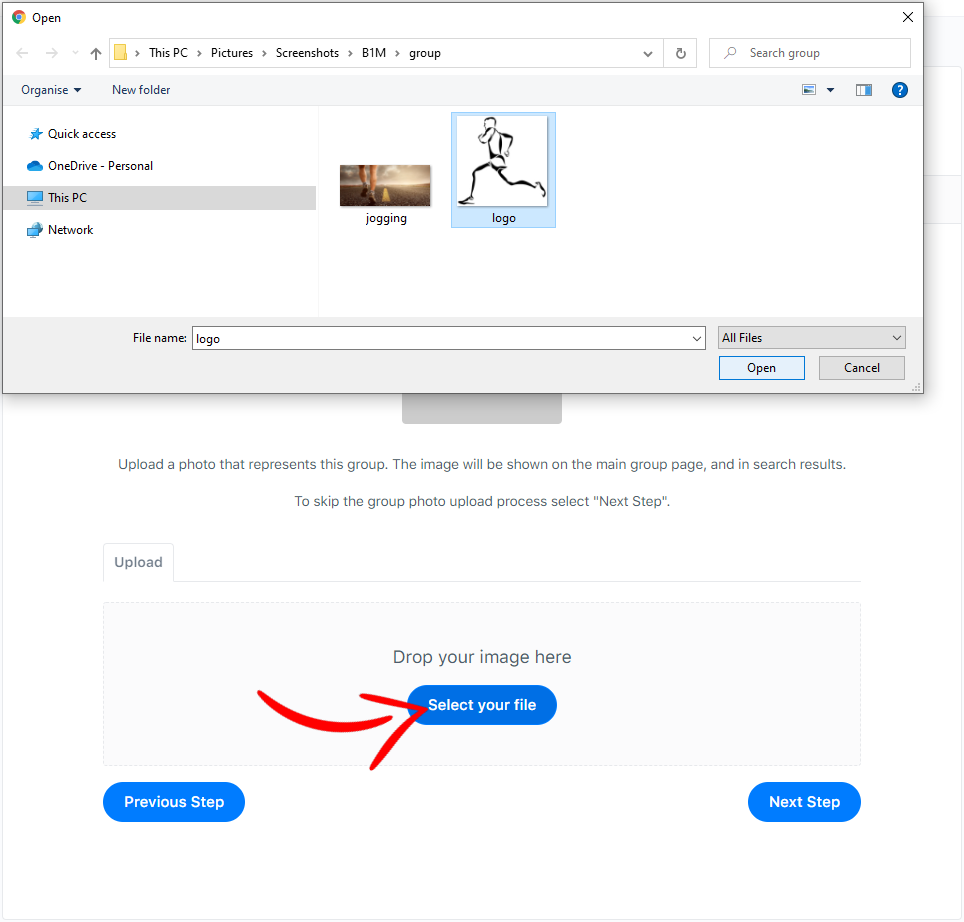 Open
This PC > Pictures > Screenshots > B1M > group
Search group
Organise New folder
?
Quick access
OneDrive - Personal
This PC
Network
jogging
logo
File name: logo
All Files
Open Cancel
Upload a photo that represents this group. The image will be shown on the main group page, and in search results.
To skip the group photo upload process select "Next Step".
Upload
Drop your image here
Select your file
Previous Step
Next Step